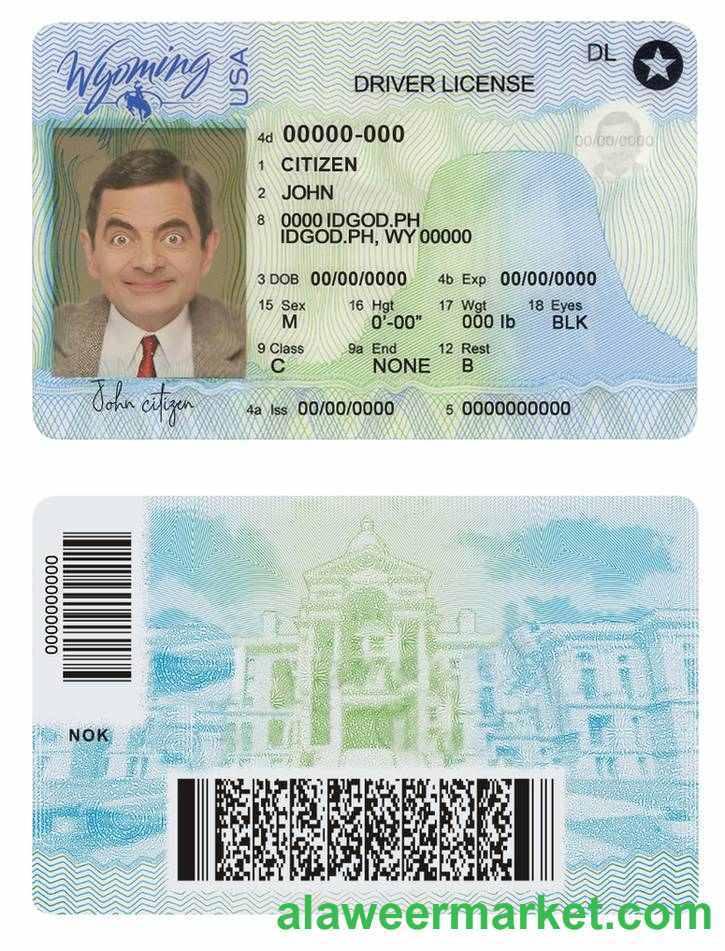 Wyoming
USA
DL
DRIVER LICENSE
4d 00000-000
00/00/0000
1 CITIZEN
2 JOHN
8 0000 IDGOD.PH
IDGOD.PH, WY 00000
3 DOB 00/00/0000 4b Exp 00/00/0000
15 Sex 16 Hgt 17 Wgt 18 Eyes
M 0'-00" 000 lb BLK
9 Class 9a End 12 Rest
C NONE B
John citizen
4a Iss 00/00/0000 5 0000000000
0000000000
NOK
alaweermarket.com